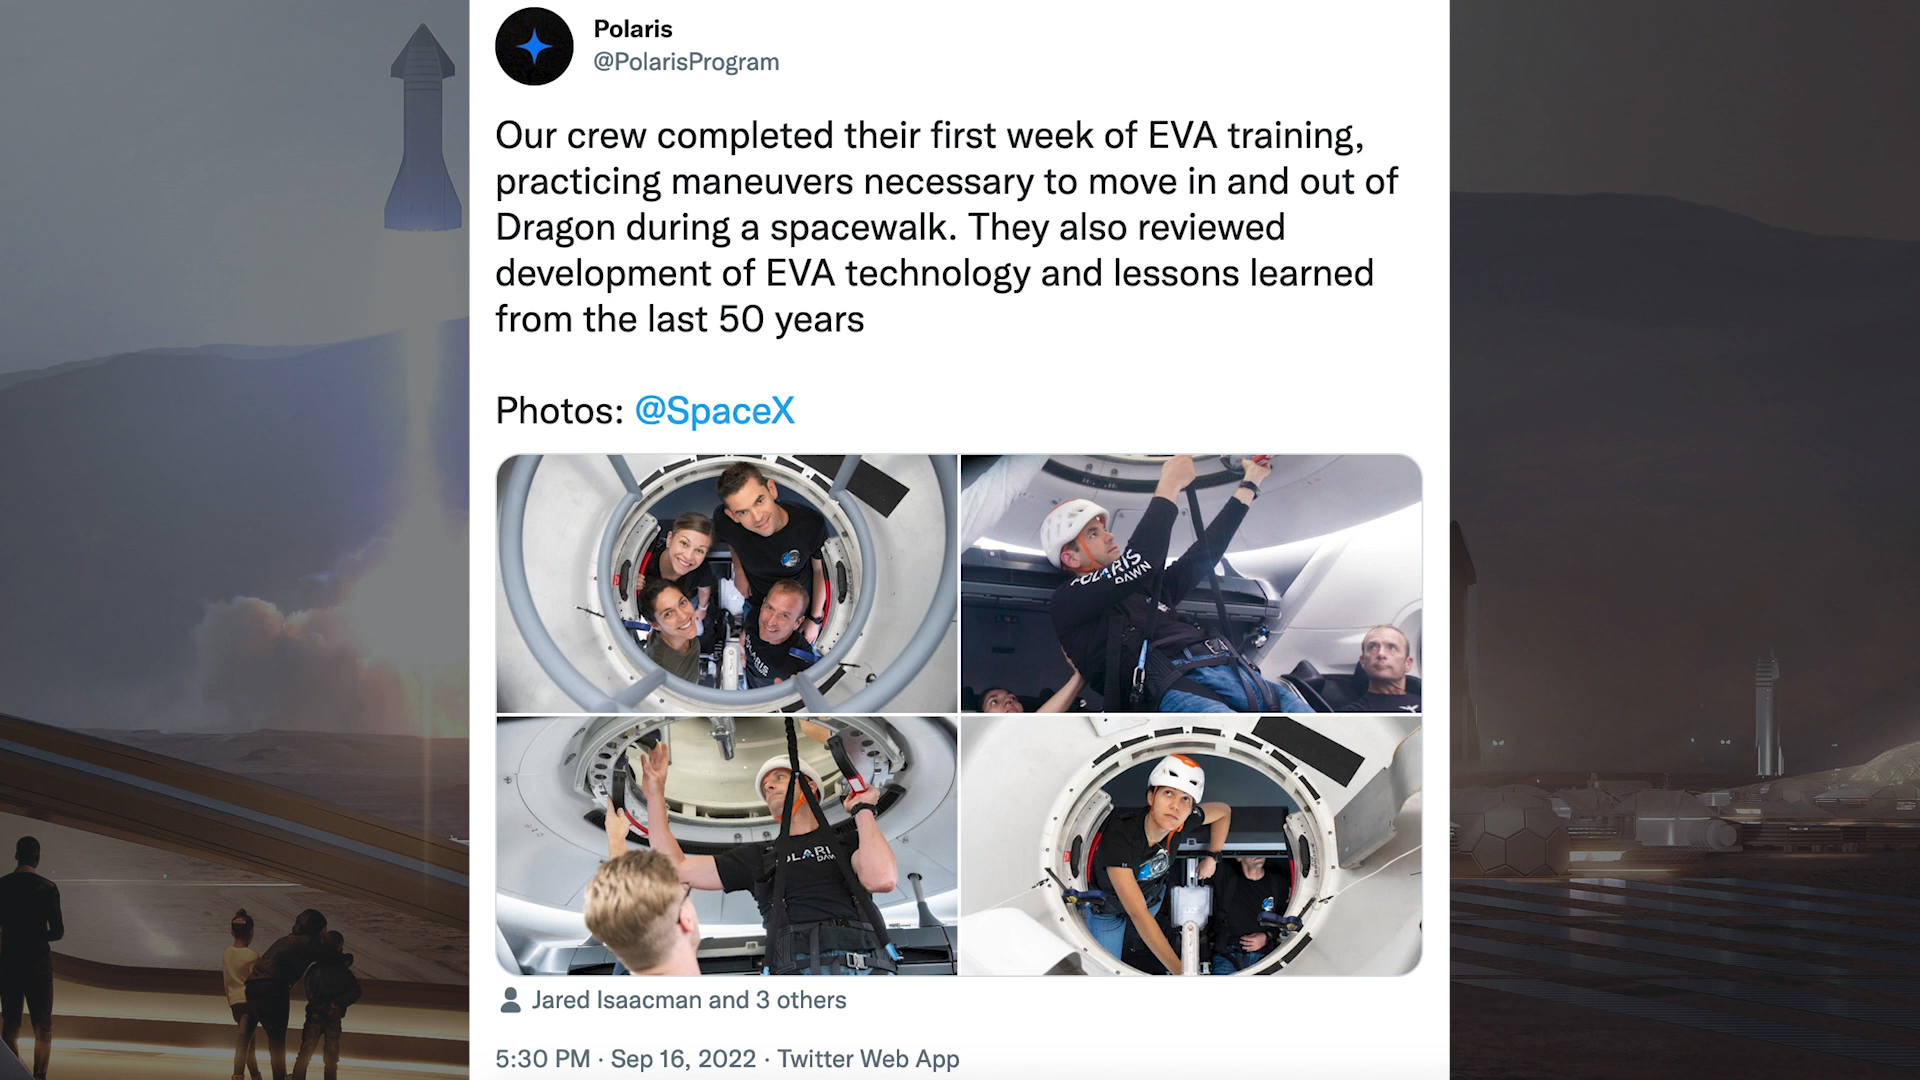 Polaris
@PolarisProgram
Our crew completed their first week of EVA training,
practicing maneuvers necessary to move in and out of
Dragon during a spacewalk. They also reviewed
development of EVA technology and lessons learned
from the last 50 years
Photos: @SpaceX
POLARIS
DAWN
Jared Isaacman and 3 others
5:30 PM · Sep 16, 2022 · Twitter Web App